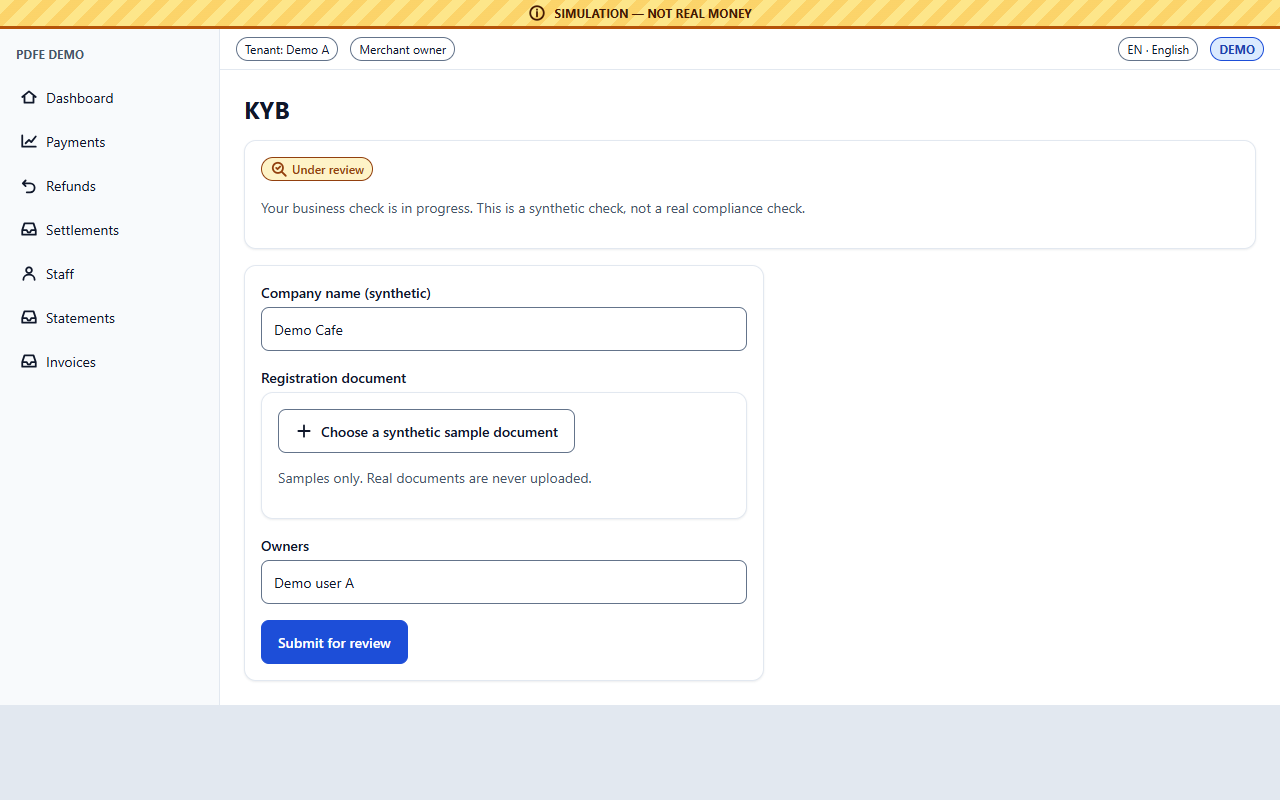 SIMULATION — NOT REAL MONEY
PDFE DEMO
Tenant: Demo A
Merchant owner
EN · English
DEMO
Dashboard
Payments
Refunds
Settlements
Staff
Statements
Invoices
KYB
Under review
Your business check is in progress. This is a synthetic check, not a real compliance check.
Company name (synthetic)
Demo Cafe
Registration document
Choose a synthetic sample document
Samples only. Real documents are never uploaded.
Owners
Demo user A
Submit for review